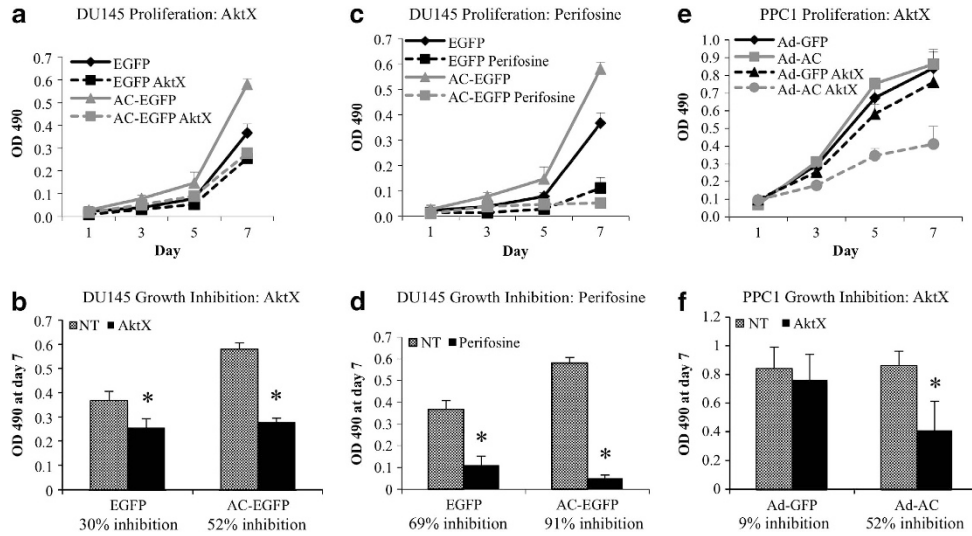 a
DU145 Proliferation: AktX
EGFP
EGFP AktX
AC-EGFP
AC-EGFP AktX
OD 490
0.7
0.6
0.5
0.4
0.3
0.2
0.1
0.0
1 3 5 7
Day
c
DU145 Proliferation: Perifosine
EGFP
EGFP Perifosine
AC-EGFP
AC-EGFP Perifosine
OD 490
0.7
0.6
0.5
0.4
0.3
0.2
0.1
0.0
1 3 5 7
Day
e
PPC1 Proliferation: AktX
Ad-GFP
Ad-AC
Ad-GFP AktX
Ad-AC AktX
OD 490
1.0
0.9
0.8
0.7
0.6
0.5
0.4
0.3
0.2
0.1
0.0
1 3 5 7
Day
b
DU145 Growth Inhibition: AktX
NT AktX
OD 490 at day 7
0.7
0.6
0.5
0.4
0.3
0.2
0.1
0
* *
EGFP AC-EGFP
30% inhibition 52% inhibition
d
DU145 Growth Inhibition: Perifosine
NT Perifosine
OD 490 at day 7
0.7
0.6
0.5
0.4
0.3
0.2
0.1
0
* *
EGFP AC-EGFP
69% inhibition 91% inhibition
f
PPC1 Growth Inhibition: AktX
NT AktX
OD 490 at day 7
1.2
1
0.8
0.6
0.4
0.2
0
*
Ad-GFP Ad-AC
9% inhibition 52% inhibition